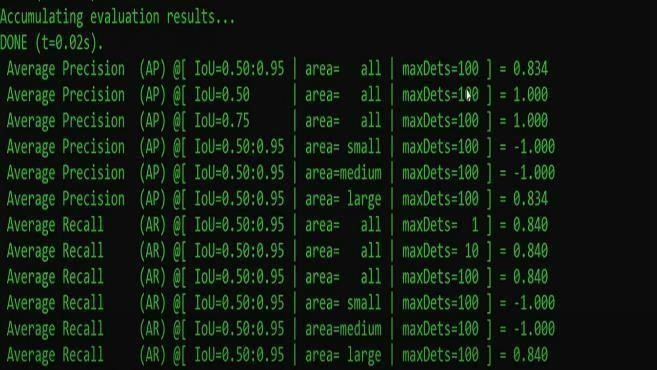 Accumulating evaluation results...
DONE (t=0.02s).
Average Precision (AP) @[ IoU=0.50:0.95 | area= all | maxDets=100 ] = 0.834
Average Precision (AP) @[ IoU=0.50 | area= all | maxDets=100 ] = 1.000
Average Precision (AP) @[ IoU=0.75 | area= all | maxDets=100 ] = 1.000
Average Precision (AP) @[ IoU=0.50:0.95 | area= small | maxDets=100 ] = -1.000
Average Precision (AP) @[ IoU=0.50:0.95 | area=medium | maxDets=100 ] = -1.000
Average Precision (AP) @[ IoU=0.50:0.95 | area= large | maxDets=100 ] = 0.834
Average Recall (AR) @[ IoU=0.50:0.95 | area= all | maxDets= 1 ] = 0.840
Average Recall (AR) @[ IoU=0.50:0.95 | area= all | maxDets= 10 ] = 0.840
Average Recall (AR) @[ IoU=0.50:0.95 | area= all | maxDets=100 ] = 0.840
Average Recall (AR) @[ IoU=0.50:0.95 | area= small | maxDets=100 ] = -1.000
Average Recall (AR) @[ IoU=0.50:0.95 | area=medium | maxDets=100 ] = -1.000
Average Recall (AR) @[ IoU=0.50:0.95 | area= large | maxDets=100 ] = 0.840